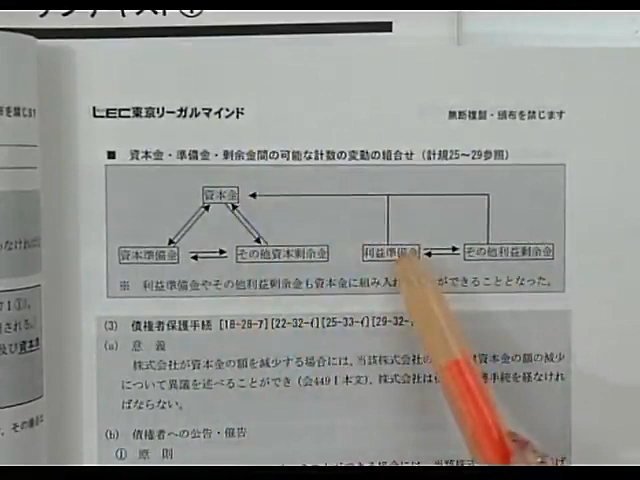 LEC東京リーガルマインド
無断複製・頒布を禁じます
■ 資本金・準備金・剰余金間の可能な計数の変動の組合せ（計規25～29参照）
資本金
資本準備金
その他資本剰余金
利益準備金
その他利益剰余金
※ 利益準備金やその他利益剰余金も資本金に組み入れ ができることとなった。
(3) 債権者保護手続 [18-28-7][22-32-ｲ][25-33-ｲ][29-32-
(a) 意 義
株式会社が資本金の額を減少する場合には、当該株式会社の 資本金の額の減少
について異議を述べることができ（会449Ⅰ本文）、株式会社は 手続を経なけれ
ばならない。
(b) 債権者への公告・催告
① 原 則